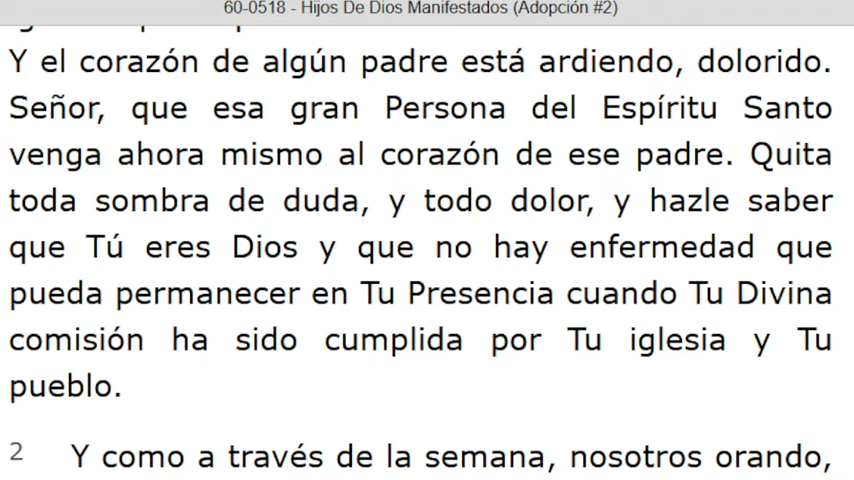 60-0518 - Hijos De Dios Manifestados (Adopción #2)
Y el corazón de algún padre está ardiendo, dolorido.
Señor, que esa gran Persona del Espíritu Santo
venga ahora mismo al corazón de ese padre. Quita
toda sombra de duda, y todo dolor, y hazle saber
que Tú eres Dios y que no hay enfermedad que
pueda permanecer en Tu Presencia cuando Tu Divina
comisión ha sido cumplida por Tu iglesia y Tu
pueblo.
2 Y como a través de la semana, nosotros orando,